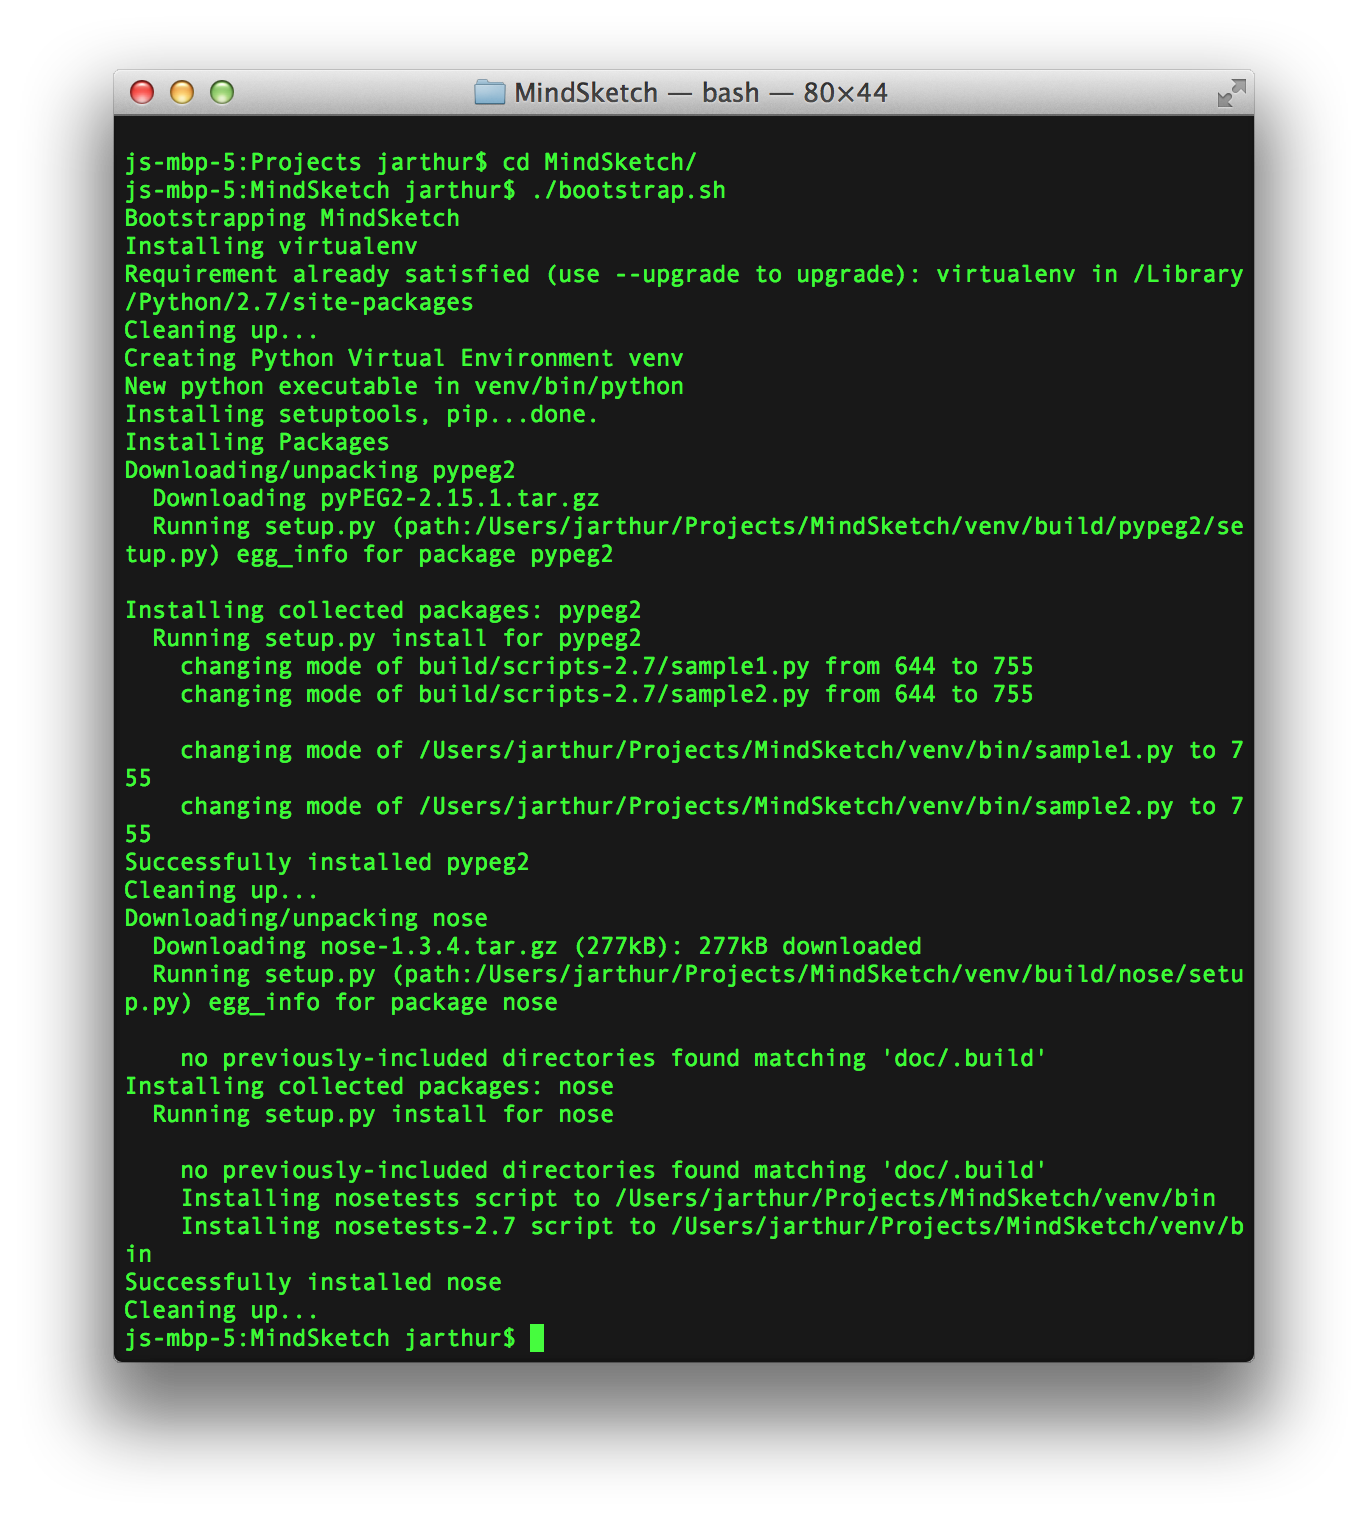 MindSketch — bash — 80×44
js-mbp-5:Projects jarthur$ cd MindSketch/
js-mbp-5:MindSketch jarthur$ ./bootstrap.sh
Bootstrapping MindSketch
Installing virtualenv
Requirement already satisfied (use --upgrade to upgrade): virtualenv in /Library
/Python/2.7/site-packages
Cleaning up...
Creating Python Virtual Environment venv
New python executable in venv/bin/python
Installing setuptools, pip...done.
Installing Packages
Downloading/unpacking pypeg2
  Downloading pyPEG2-2.15.1.tar.gz
  Running setup.py (path:/Users/jarthur/Projects/MindSketch/venv/build/pypeg2/se
tup.py) egg_info for package pypeg2

Installing collected packages: pypeg2
  Running setup.py install for pypeg2
    changing mode of build/scripts-2.7/sample1.py from 644 to 755
    changing mode of build/scripts-2.7/sample2.py from 644 to 755

    changing mode of /Users/jarthur/Projects/MindSketch/venv/bin/sample1.py to 7
55
    changing mode of /Users/jarthur/Projects/MindSketch/venv/bin/sample2.py to 7
55
Successfully installed pypeg2
Cleaning up...
Downloading/unpacking nose
  Downloading nose-1.3.4.tar.gz (277kB): 277kB downloaded
  Running setup.py (path:/Users/jarthur/Projects/MindSketch/venv/build/nose/setu
p.py) egg_info for package nose

    no previously-included directories found matching 'doc/.build'
Installing collected packages: nose
  Running setup.py install for nose

    no previously-included directories found matching 'doc/.build'
    Installing nosetests script to /Users/jarthur/Projects/MindSketch/venv/bin
    Installing nosetests-2.7 script to /Users/jarthur/Projects/MindSketch/venv/b
in
Successfully installed nose
Cleaning up...
js-mbp-5:MindSketch jarthur$